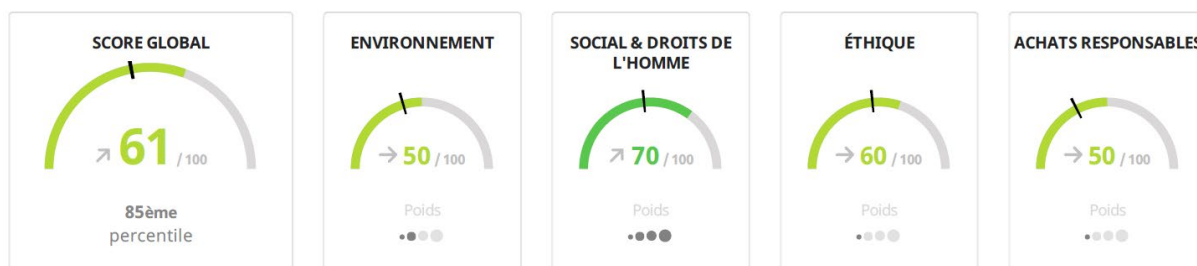 SCORE GLOBAL
61 / 100
85ème
percentile
ENVIRONNEMENT
50 / 100
Poids
SOCIAL & DROITS DE
L'HOMME
70 / 100
Poids
ÉTHIQUE
60 / 100
Poids
ACHATS RESPONSABLES
50 / 100
Poids